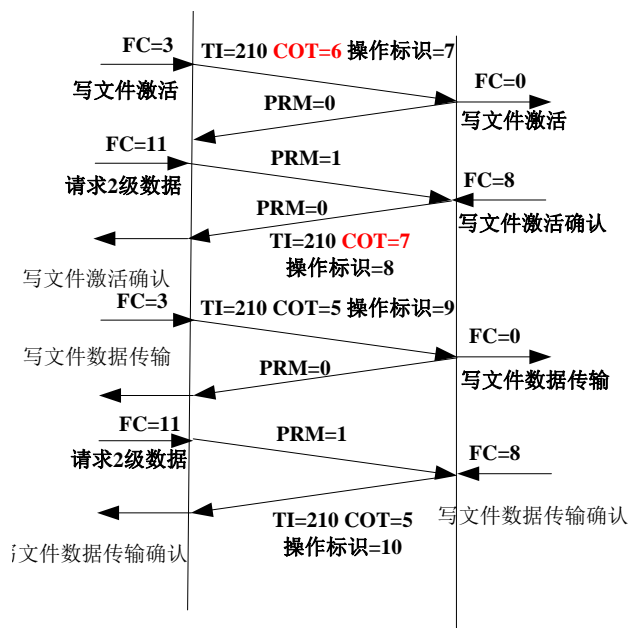 FC=3
TI=210 COT=6 操作标识=7
写文件激活
FC=0
PRM=0
写文件激活
FC=11
PRM=1
请求2级数据
FC=8
PRM=0
写文件激活确认
TI=210 COT=7
操作标识=8
写文件激活确认
FC=3
TI=210 COT=5 操作标识=9
FC=0
写文件数据传输
PRM=0
写文件数据传输
FC=11
PRM=1
请求2级数据
FC=8
写文件数据传输确认
TI=210 COT=5
操作标识=10
写文件数据传输确认